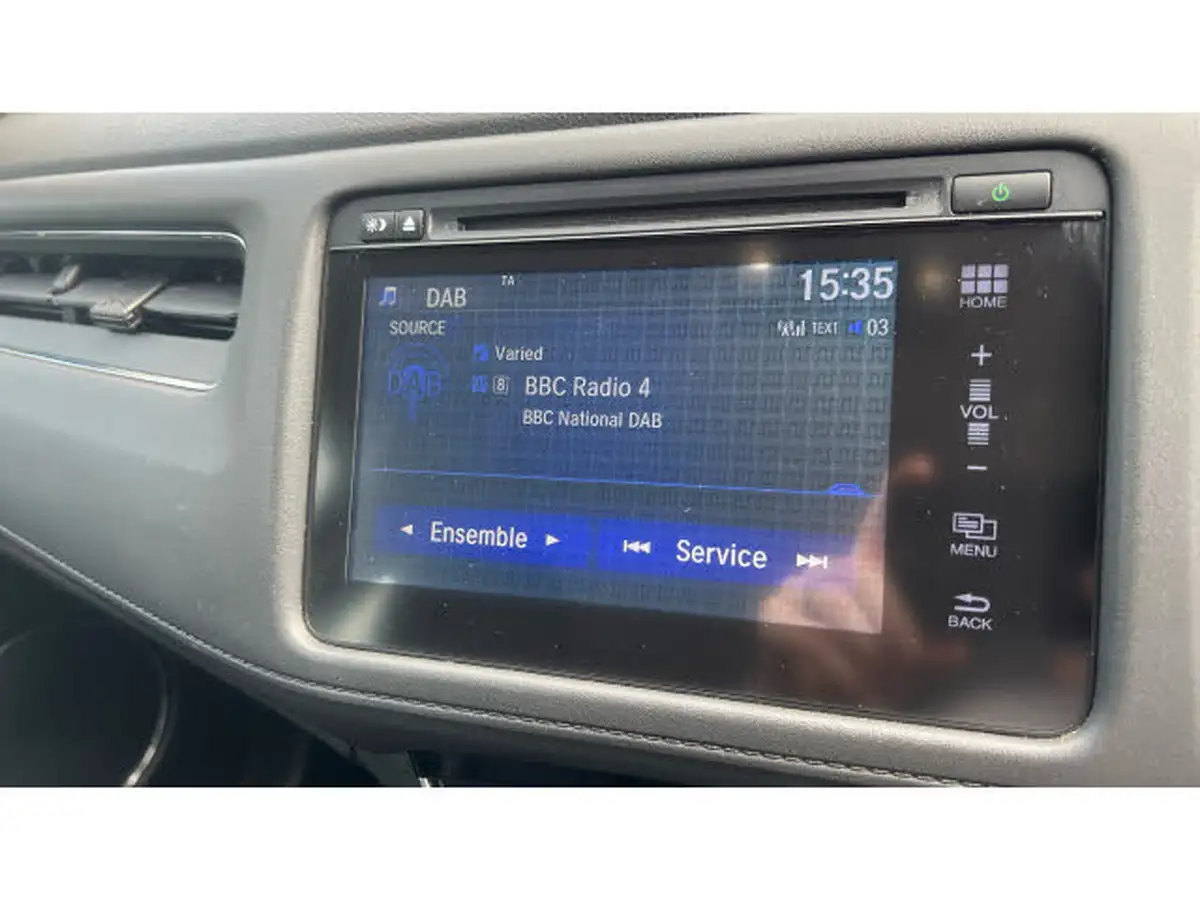 TA
DAB
15:35
HOME
SOURCE
TEXT
03
Varied
DAB
8
BBC Radio 4
BBC National DAB
+
VOL
−
Ensemble
Service
MENU
BACK